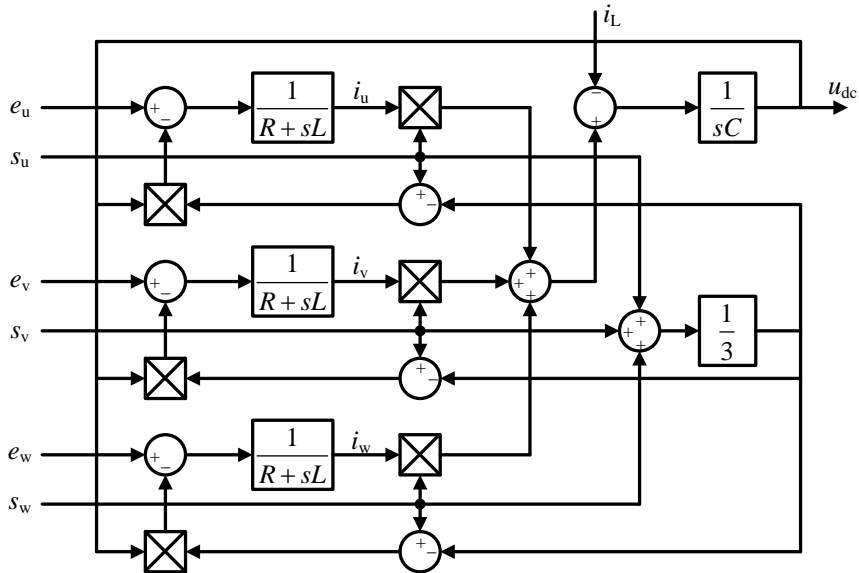 i_L
e_u
+
−
1
R + sL
i_u
−
+
1
sC
u_dc
s_u
+
−
e_v
+
−
1
R + sL
i_v
+
+
+
s_v
+
+
+
1
3
+
−
e_w
+
−
1
R + sL
i_w
s_w
+
−